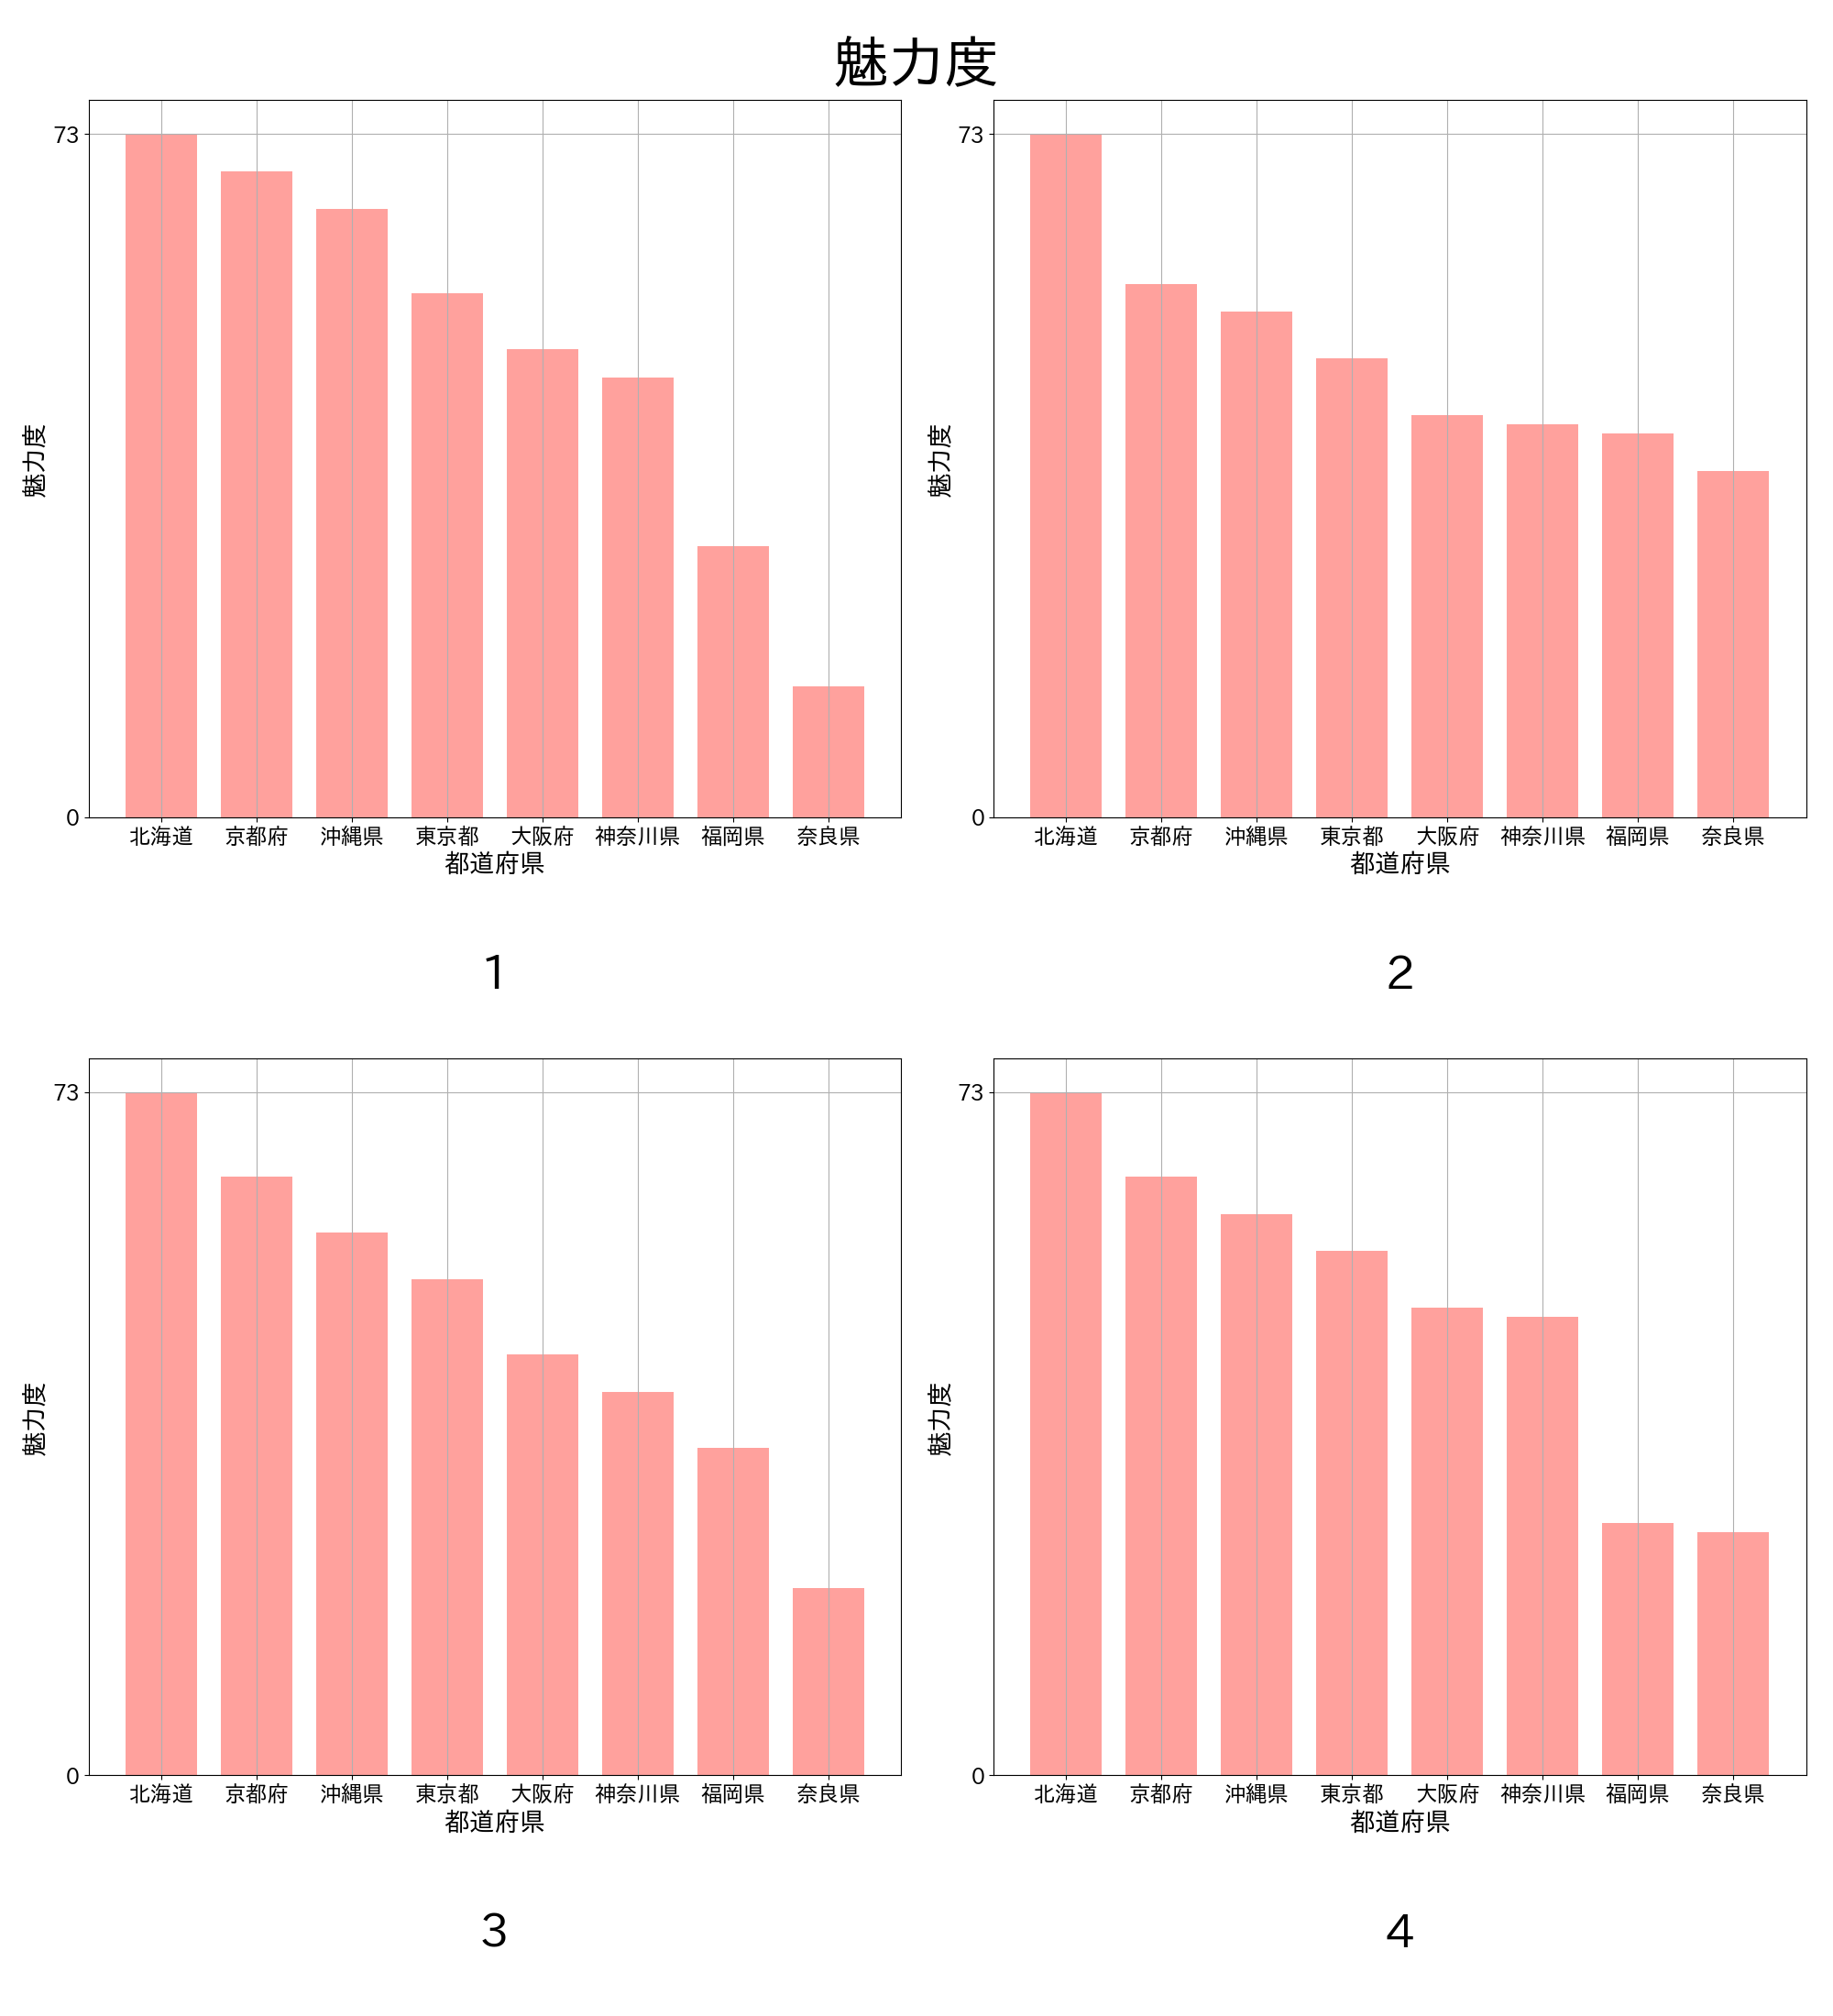 魅力度
73
0
魅力度
北海道 京都府 沖縄県 東京都 大阪府 神奈川県 福岡県 奈良県
都道府県
1
73
0
魅力度
北海道 京都府 沖縄県 東京都 大阪府 神奈川県 福岡県 奈良県
都道府県
2
73
0
魅力度
北海道 京都府 沖縄県 東京都 大阪府 神奈川県 福岡県 奈良県
都道府県
3
73
0
魅力度
北海道 京都府 沖縄県 東京都 大阪府 神奈川県 福岡県 奈良県
都道府県
4